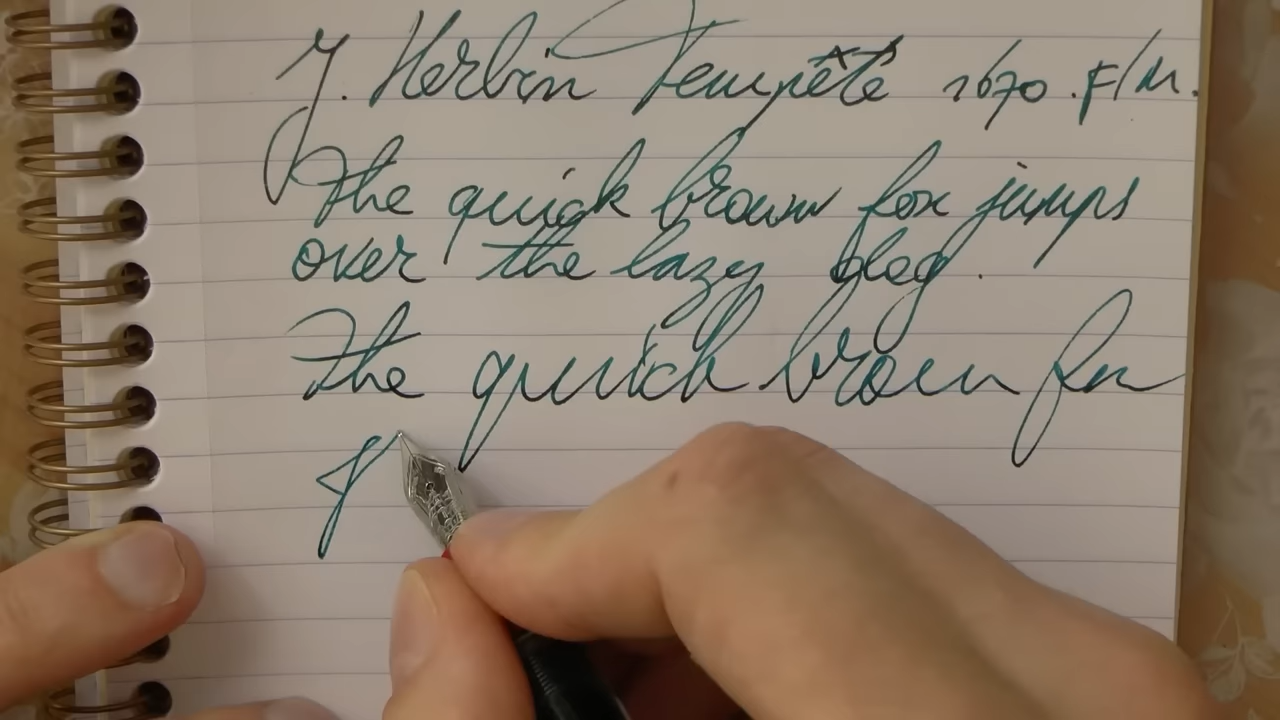 J. Herbin Tempête 1670. F/M.
The quick brown fox jumps
over the lazy dog.
The quick brown fox